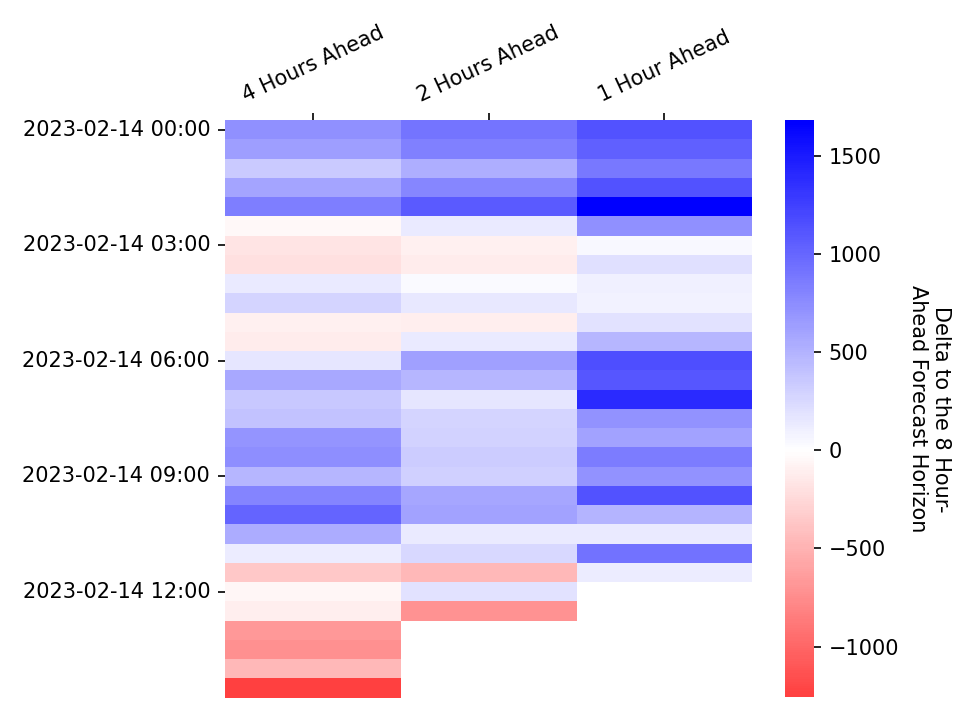 4 Hours Ahead
2 Hours Ahead
1 Hour Ahead
2023-02-14 00:00
2023-02-14 03:00
2023-02-14 06:00
2023-02-14 09:00
2023-02-14 12:00
1500
1000
500
0
−500
−1000
Delta to the 8 Hour-
Ahead Forecast Horizon